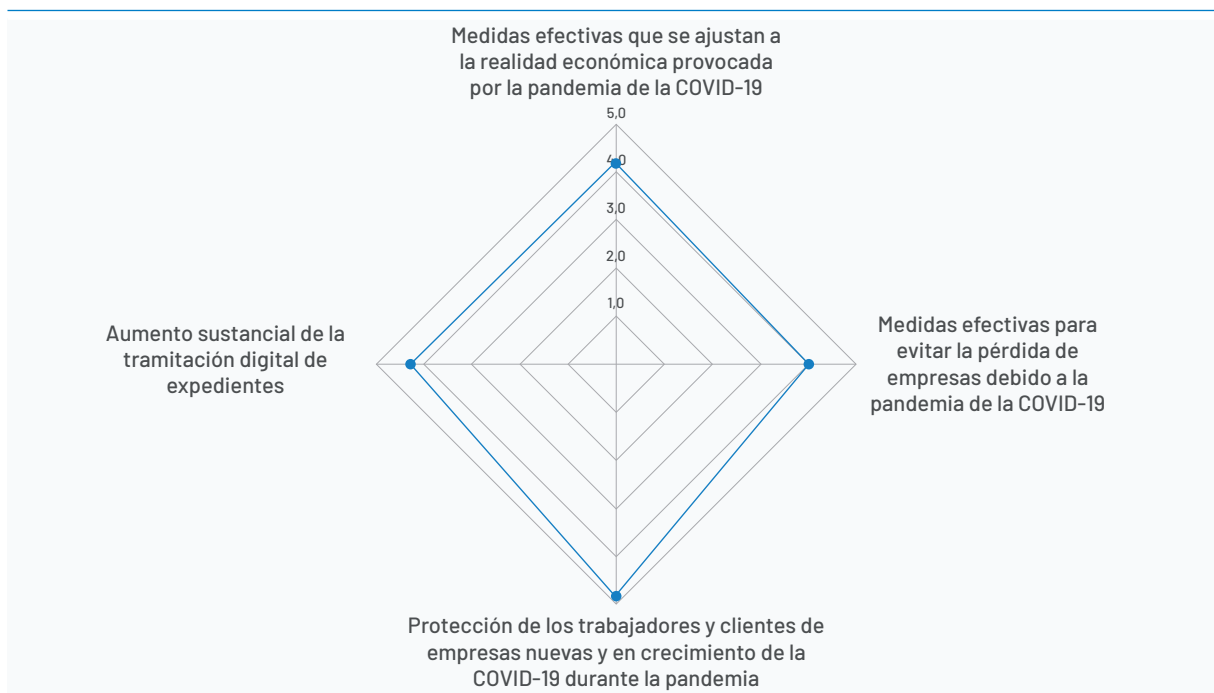 Medidas efectivas que se ajustan a
la realidad económica provocada
por la pandemia de la COVID-19
5,0
4,0
3,0
2,0
1,0
Aumento sustancial de la
tramitación digital de
expedientes
Medidas efectivas para
evitar la pérdida de
empresas debido a la
pandemia de la COVID-19
Protección de los trabajadores y clientes de
empresas nuevas y en crecimiento de la
COVID-19 durante la pandemia